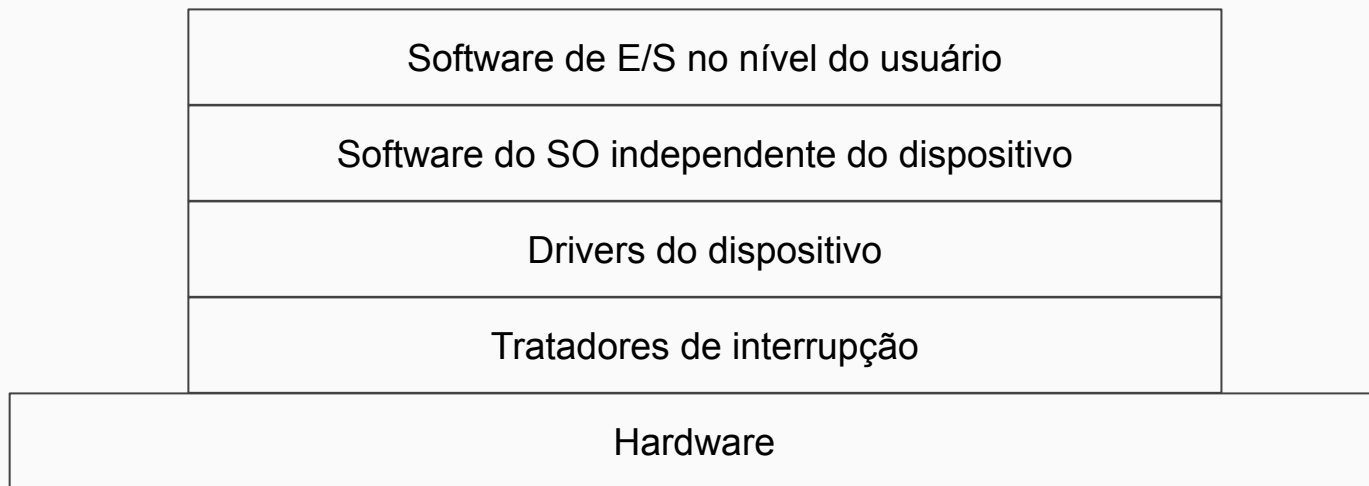 Software de E/S no nível do usuário
Software do SO independente do dispositivo
Drivers do dispositivo
Tratadores de interrupção
Hardware